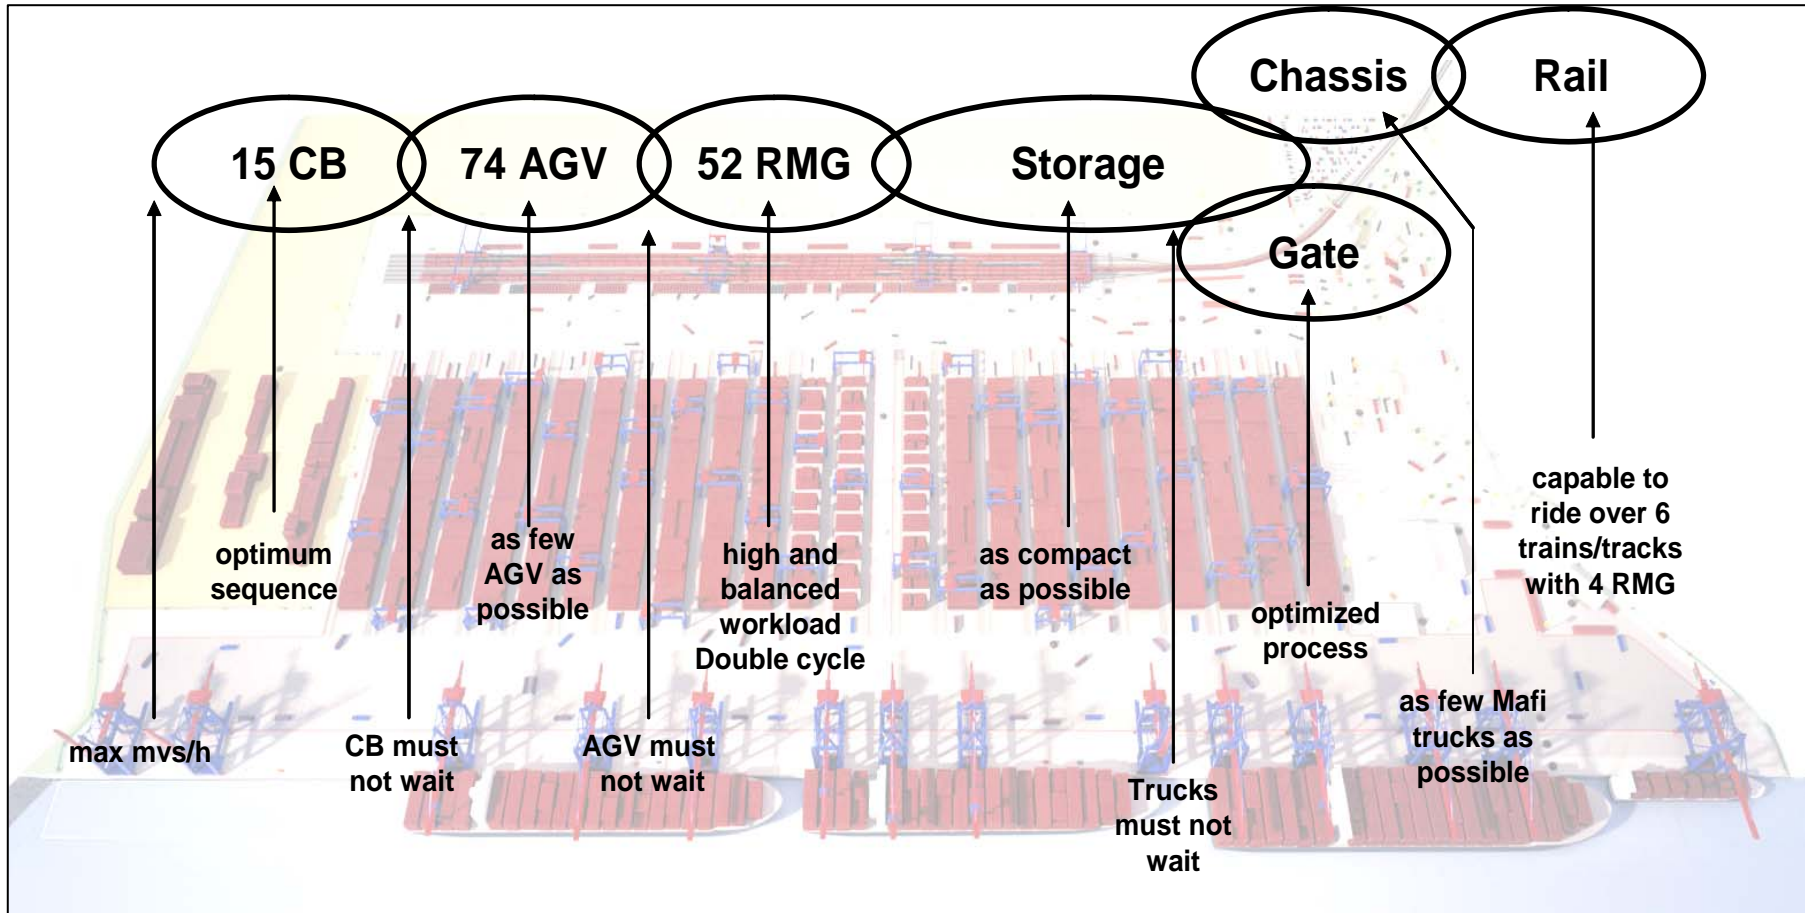 Chassis
Rail
15 CB
74 AGV
52 RMG
Storage
Gate
optimum
sequence
as few
AGV as
possible
high and
balanced
workload
Double cycle
as compact
as possible
optimized
process
capable to
ride over 6
trains/tracks
with 4 RMG
max mvs/h
CB must
not wait
AGV must
not wait
Trucks
must not
wait
as few Mafi
trucks as
possible